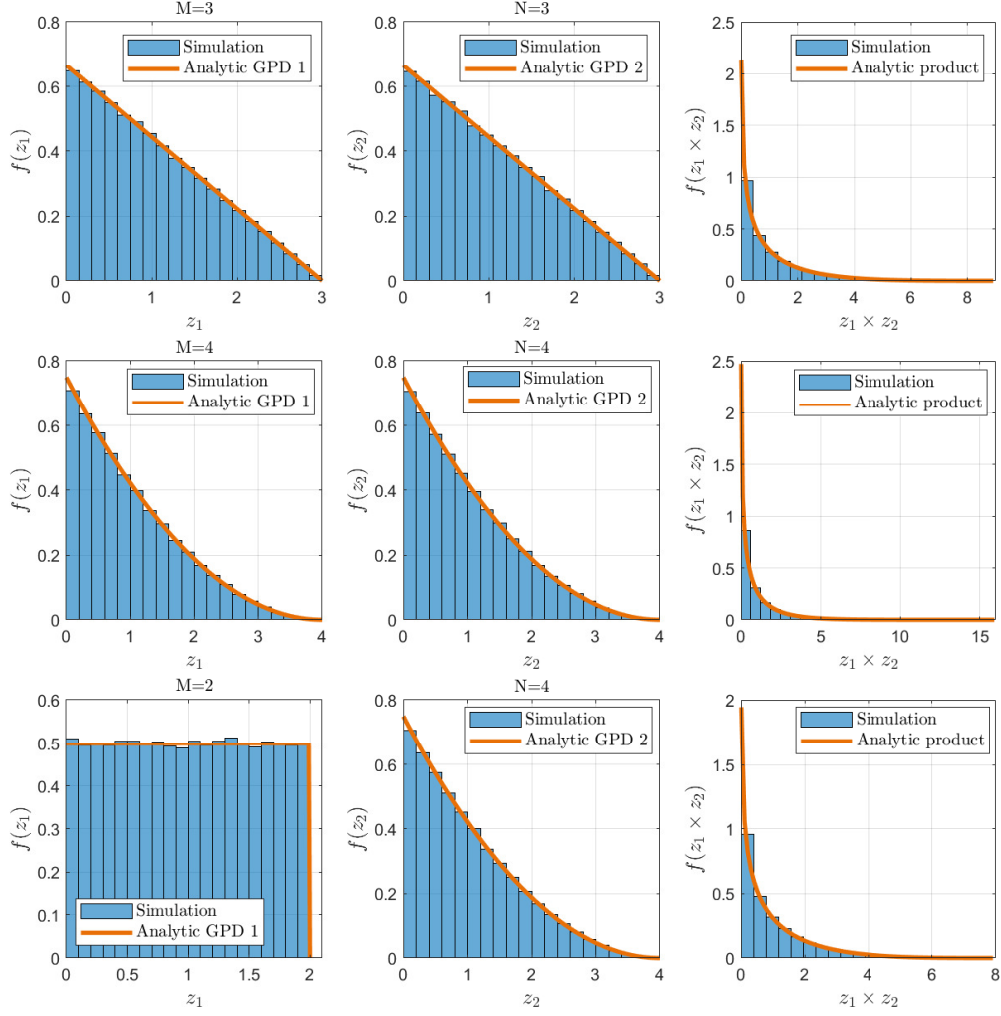 M=3
0.8
0.6
0.4
0.2
0
f(z₁)
Simulation
Analytic GPD 1
0 1 2 3
z₁
N=3
0.8
0.6
0.4
0.2
0
f(z₂)
Simulation
Analytic GPD 2
0 1 2 3
z₂
2.5
2
1.5
1
0.5
0
f(z₁ × z₂)
Simulation
Analytic product
0 2 4 6 8
z₁ × z₂
M=4
0.8
0.6
0.4
0.2
0
f(z₁)
Simulation
Analytic GPD 1
0 1 2 3 4
z₁
N=4
0.8
0.6
0.4
0.2
0
f(z₂)
Simulation
Analytic GPD 2
0 1 2 3 4
z₂
2.5
2
1.5
1
0.5
0
f(z₁ × z₂)
Simulation
Analytic product
0 5 10 15
z₁ × z₂
M=2
0.6
0.5
0.4
0.3
0.2
0.1
0
f(z₁)
Simulation
Analytic GPD 1
0 0.5 1 1.5 2
z₁
N=4
0.8
0.6
0.4
0.2
0
f(z₂)
Simulation
Analytic GPD 2
0 1 2 3 4
z₂
2
1.5
1
0.5
0
f(z₁ × z₂)
Simulation
Analytic product
0 2 4 6 8
z₁ × z₂